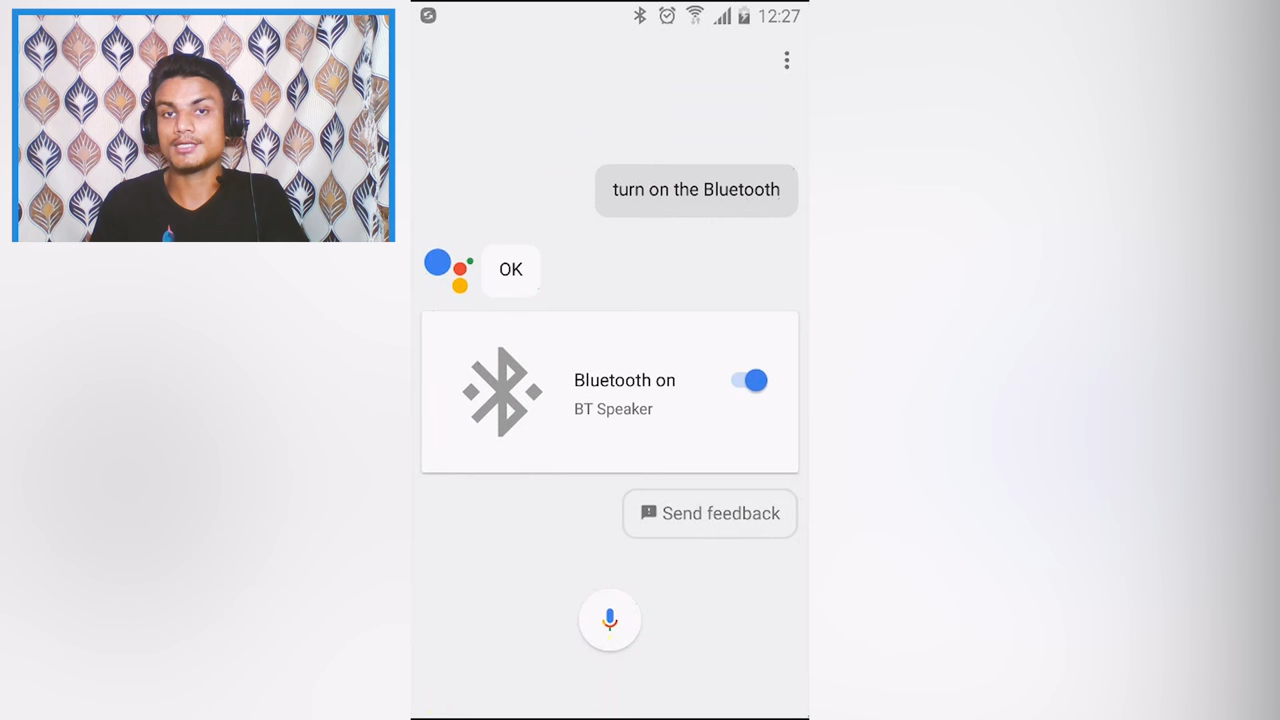 12:27
turn on the Bluetooth
OK
Bluetooth on
BT Speaker
Send feedback